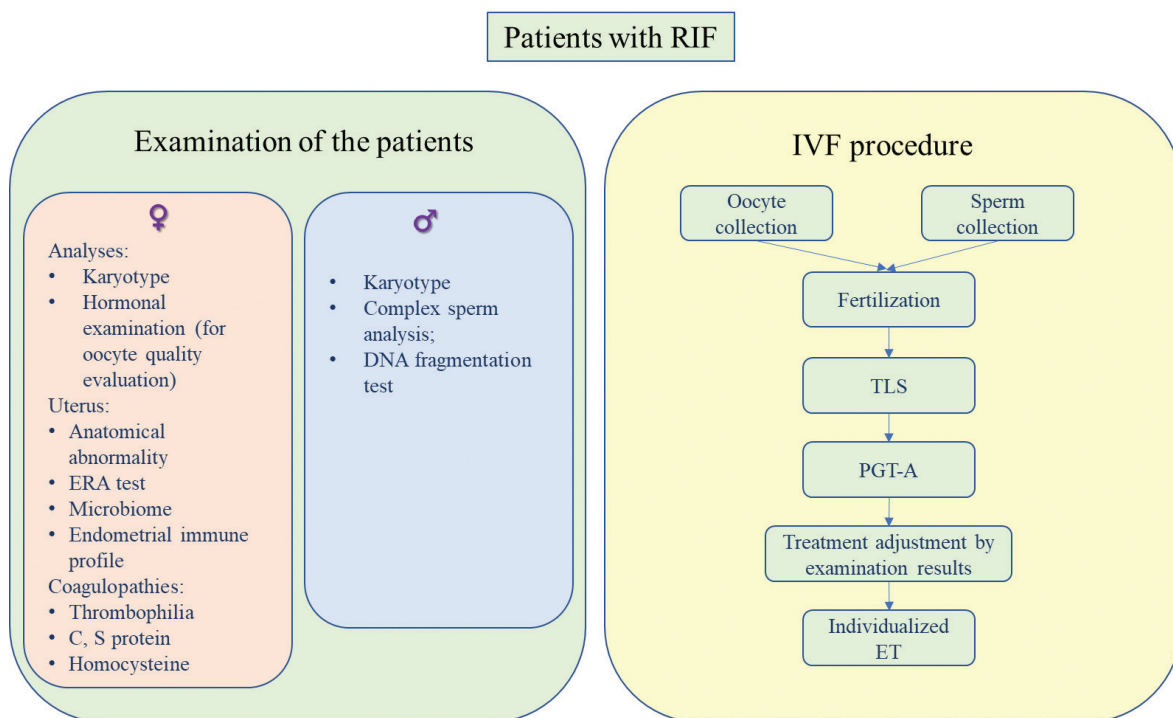 Patients with RIF
Examination of the patients
♀
Analyses:
• Karyotype
• Hormonal
examination (for
oocyte quality
evaluation)
Uterus:
• Anatomical
abnormality
• ERA test
• Microbiome
• Endometrial immune
profile
Coagulopathies:
• Thrombophilia
• C, S protein
• Homocysteine
♂
• Karyotype
• Complex sperm
analysis;
• DNA fragmentation
test
IVF procedure
Oocyte
collection
Sperm
collection
Fertilization
TLS
PGT-A
Treatment adjustment by
examination results
Individualized
ET